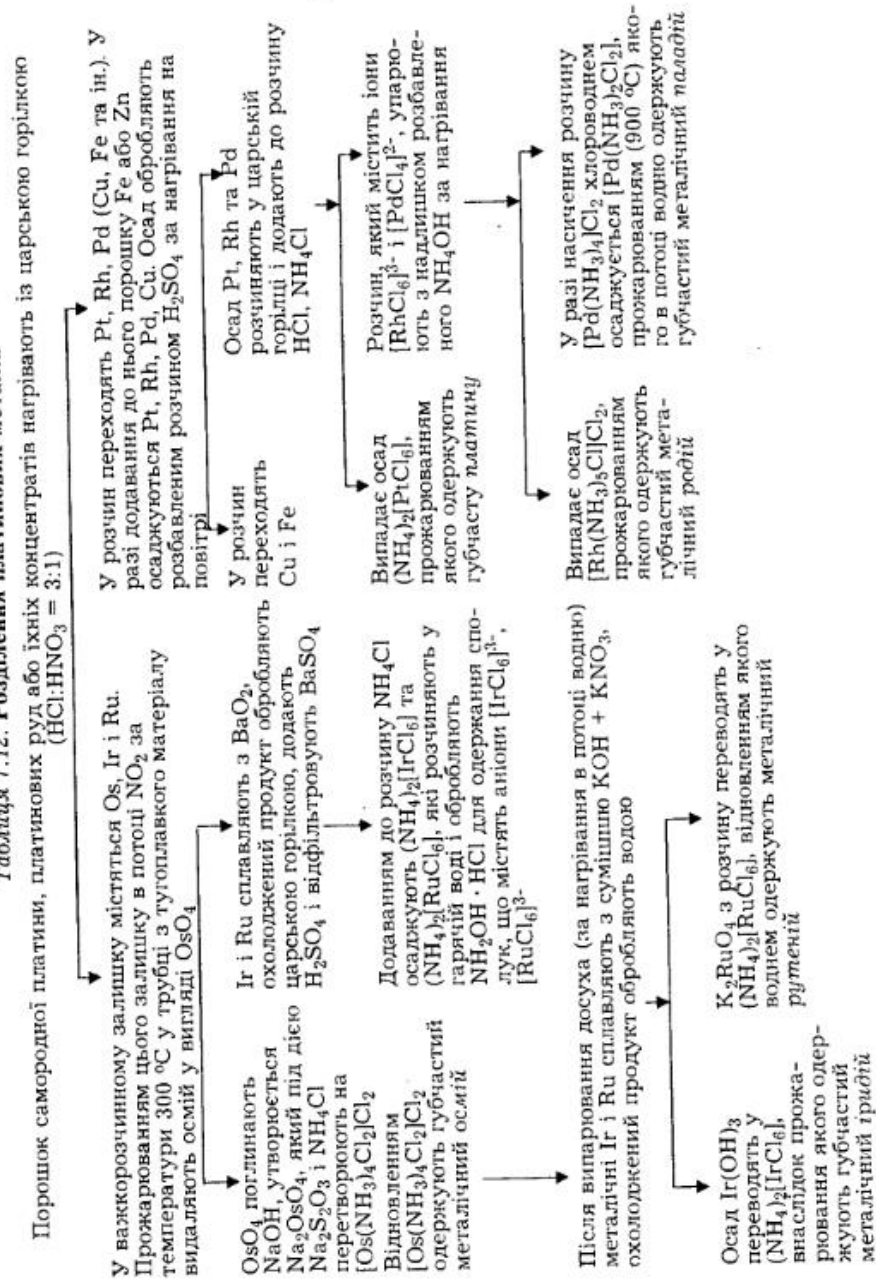 Таблиця 7.12. Розділення платинових металів
Порошок самородної платини, платинових руд або їхніх концентратів нагрівають із царською горілкою
(HCl:HNO₃ = 3:1)
У важкорозчинному залишку містяться Os, Ir і Ru.
Прожарюванням цього залишку в потоці NO₂ за
температури 300 °C у трубці з тугоплавкого матеріалу
видаляють осмій у вигляді OsO₄
У розчин переходять Pt, Rh, Pd (Cu, Fe та ін.). У
разі додавання до нього порошку Fe або Zn
осаджуються Pt, Rh, Pd, Cu. Осад обробляють
розбавленим розчином H₂SO₄ за нагрівання на
повітрі
OsO₄ поглинають
NaOH, утворюється
Na₂OsO₄, який під дією
Na₂S₂O₃ і NH₄Cl
перетворюють на
[Os(NH₃)₄Cl₂]Cl₂
Відновленням
[Os(NH₃)₄Cl₂]Cl₂
одержують губчастий
металічний осмій
Ir і Ru сплавляють з BaO₂,
охолоджений продукт обробляють
царською горілкою, додають
H₂SO₄ і відфільтровують BaSO₄
Додаванням до розчину NH₄Cl
осаджують (NH₄)₂[IrCl₆] та
(NH₄)₂[RuCl₆], які розчиняють у
гарячій воді і обробляють
NH₂OH · HCl для одержання спо-
лук, що містять аніони [IrCl₆]³⁻,
[RuCl₆]³⁻
У розчин
переходять
Cu і Fe
Осад Pt, Rh та Pd
розчиняють у царській
горілці і додають до розчину
HCl, NH₄Cl
Випадає осад
(NH₄)₂[PtCl₆],
прожарюванням
якого одержують
губчасту платину
Розчин, який містить іони
[RhCl₆]³⁻ і [PdCl₄]²⁻, упарю-
ють з надлишком розбавле-
ного NH₄OH за нагрівання
Після випарювання досуха (за нагрівання в потоці водню)
металічні Ir і Ru сплавляють з сумішшю KOH + KNO₃,
охолоджений продукт обробляють водою
Випадає осад
[Rh(NH₃)₅Cl]Cl₂,
прожарюванням
якого одержують
губчастий мета-
лічний родій
У разі насичення розчину
[Pd(NH₃)₄]Cl₂ хлороводнем
осаджується [Pd(NH₃)₂Cl₂],
прожарюванням (900 °C) яко-
го в потоці водню одержують
губчастий металічний паладій
Осад Ir(OH)₃
переводять у
(NH₄)₂[IrCl₆],
внаслідок прожа-
рювання якого одер-
жують губчастий
металічний іридій
K₂RuO₄ з розчину переводять у
(NH₄)₂[RuCl₆], відновленням якого
воднем одержують металічний
рутеній